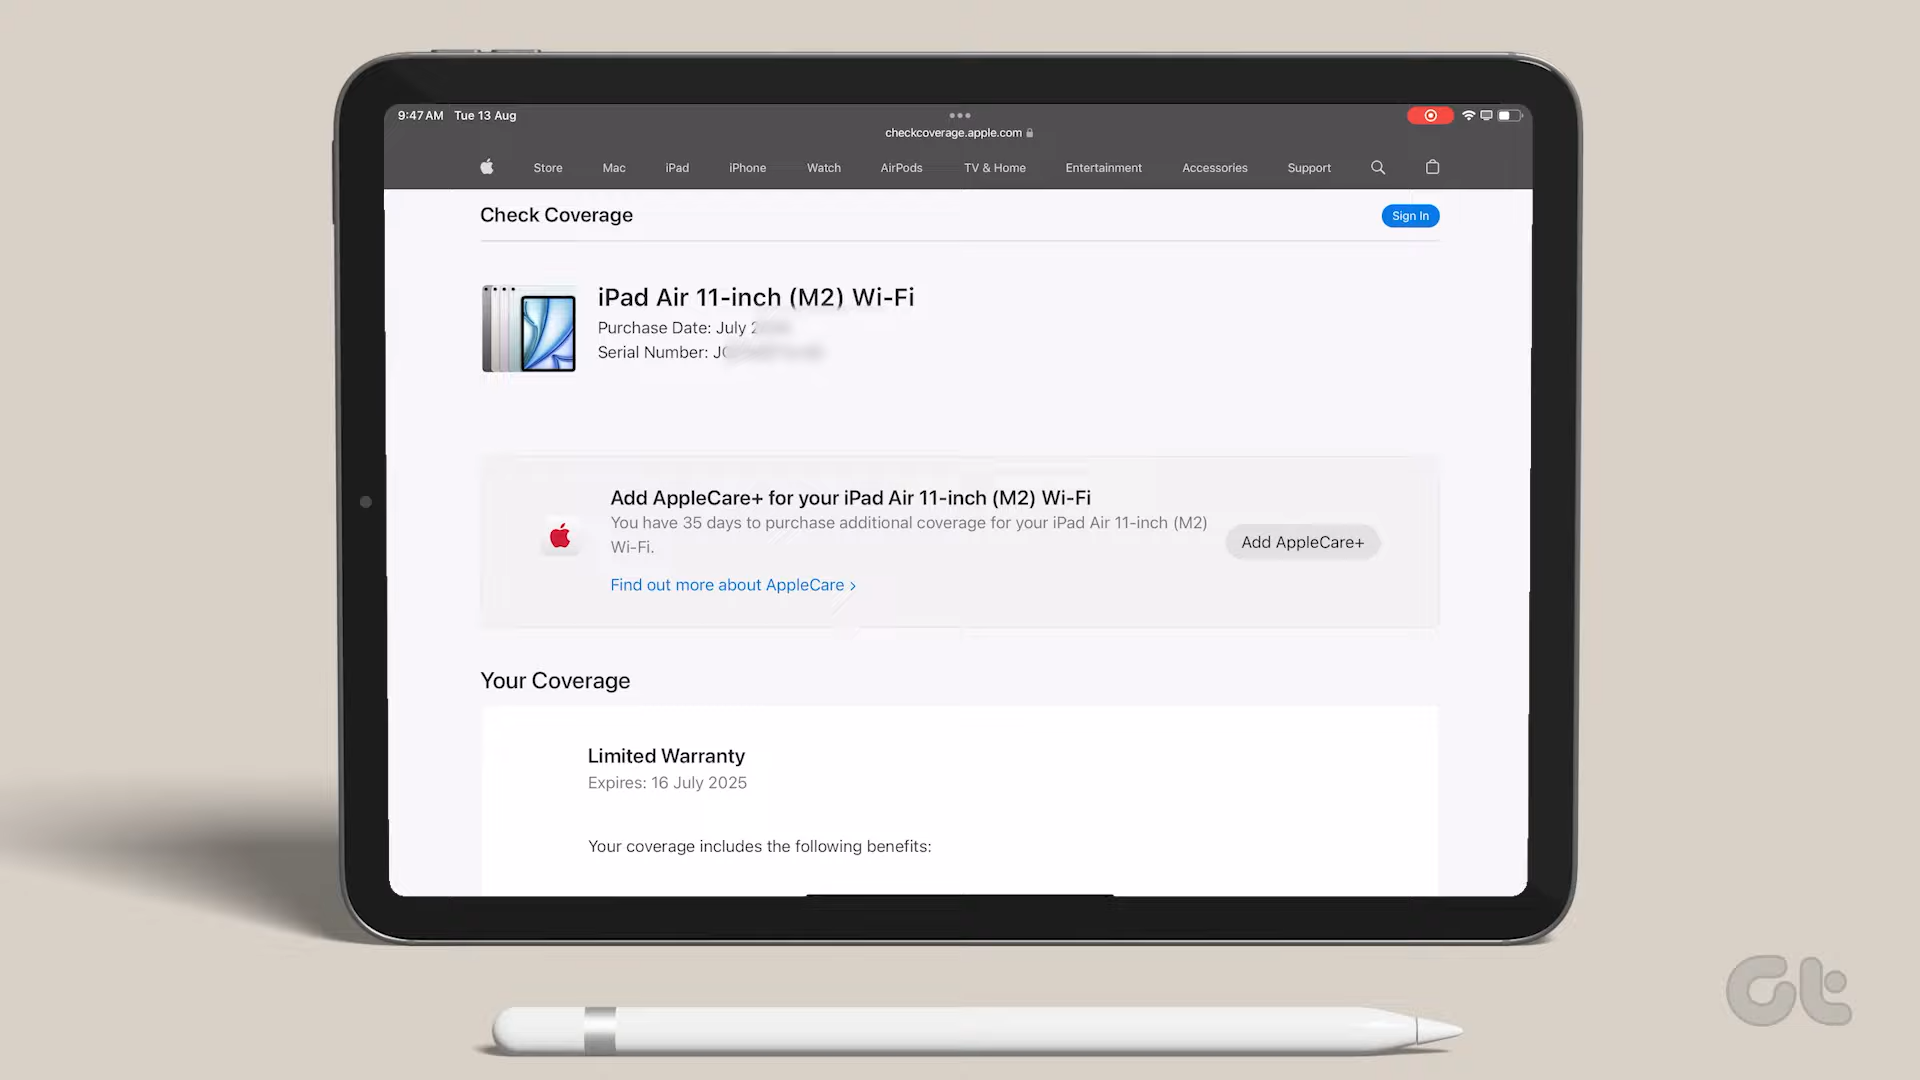 9:47 AM Tue 13 Aug
checkcoverage.apple.com
Store Mac iPad iPhone Watch AirPods TV & Home Entertainment Accessories Support
Check Coverage
Sign In
iPad Air 11-inch (M2) Wi-Fi
Purchase Date: July
Serial Number:
Add AppleCare+ for your iPad Air 11-inch (M2) Wi-Fi
You have 35 days to purchase additional coverage for your iPad Air 11-inch (M2)
Wi-Fi.
Add AppleCare+
Find out more about AppleCare >
Your Coverage
Limited Warranty
Expires: 16 July 2025
Your coverage includes the following benefits:
Gt